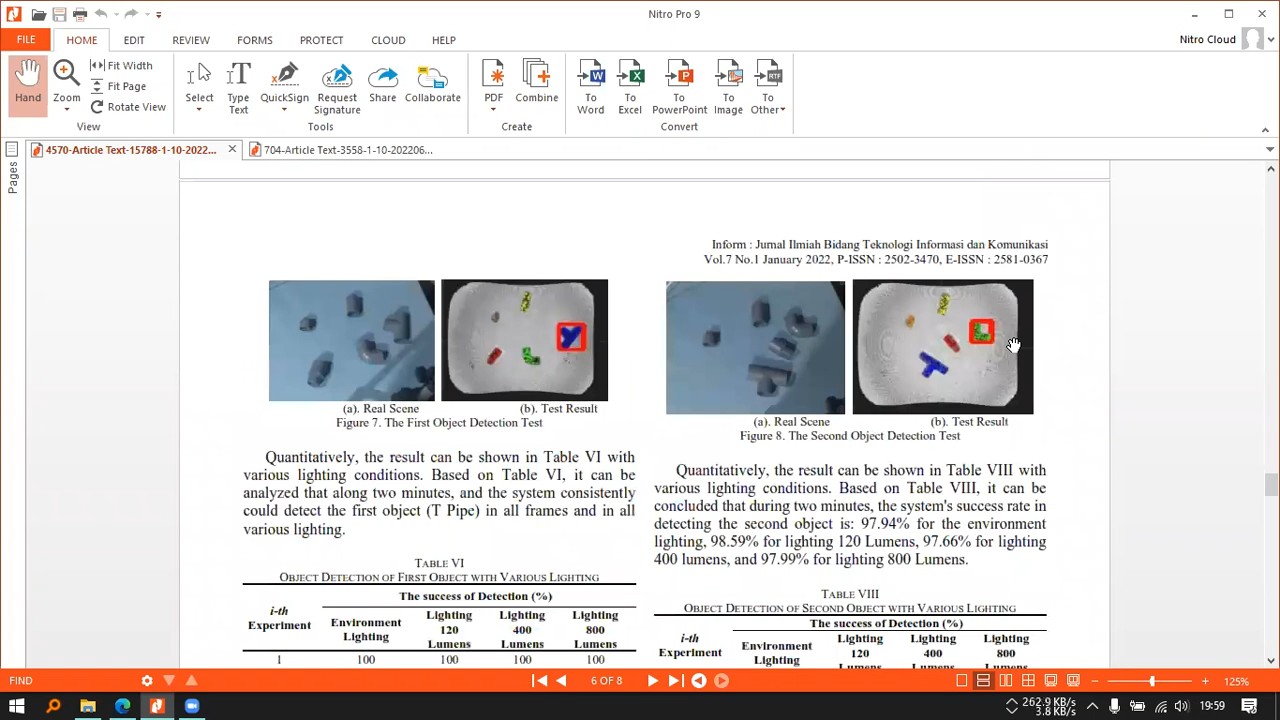 Nitro Pro 9
FILE
HOME
EDIT
REVIEW
FORMS
PROTECT
CLOUD
HELP
Nitro Cloud
Hand
Zoom
Fit Width
Fit Page
Rotate View
View
Select
Type Text
QuickSign
Request Signature
Share
Collaborate
Tools
PDF
Combine
Create
To Word
To Excel
To PowerPoint
To Image
To Other
Convert
4570-Article Text-15788-1-10-2022...
704-Article Text-3558-1-10-202206...
Pages
Inform : Jurnal Ilmiah Bidang Teknologi Informasi dan Komunikasi
Vol.7 No.1 January 2022, P-ISSN : 2502-3470, E-ISSN : 2581-0367
(a). Real Scene (b). Test Result
Figure 7. The First Object Detection Test
Quantitatively, the result can be shown in Table VI with
various lighting conditions. Based on Table VI, it can be
analyzed that along two minutes, and the system consistently
could detect the first object (T Pipe) in all frames and in all
various lighting.
TABLE VI
OBJECT DETECTION OF FIRST OBJECT WITH VARIOUS LIGHTING
i-th Experiment
The success of Detection (%)
Environment Lighting
Lighting 120 Lumens
Lighting 400 Lumens
Lighting 800 Lumens
1 100 100 100 100
(a). Real Scene (b). Test Result
Figure 8. The Second Object Detection Test
Quantitatively, the result can be shown in Table VIII with
various lighting conditions. Based on Table VIII, it can be
concluded that during two minutes, the system's success rate in
detecting the second object is: 97.94% for the environment
lighting, 98.59% for lighting 120 Lumens, 97.66% for lighting
400 lumens, and 97.99% for lighting 800 Lumens.
TABLE VIII
OBJECT DETECTION OF SECOND OBJECT WITH VARIOUS LIGHTING
i-th Experiment
The success of Detection (%)
Environment Lighting
Lighting 120 Lumens
Lighting 400 Lumens
Lighting 800 Lumens
FIND
6 OF 8
125%
262.9 KB/s
3.8 KB/s
19:59